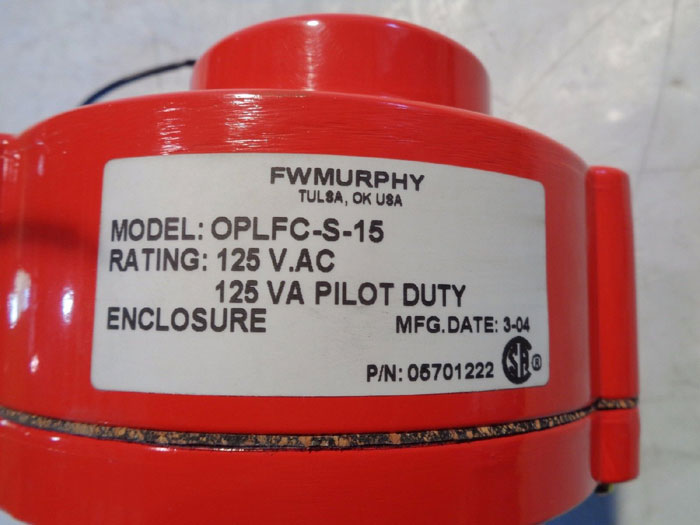 FWMURPHY
TULSA, OK USA
MODEL: OPLFC-S-15
RATING: 125 V.AC
125 VA PILOT DUTY
ENCLOSURE MFG.DATE: 3-04
P/N: 05701222 SA ®